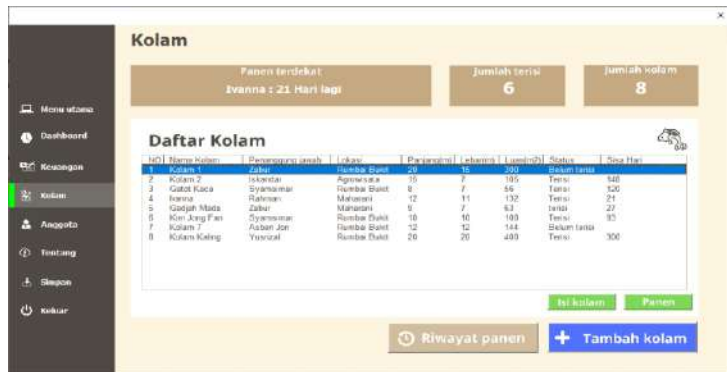 ×
Kolam
Panen terdekat
Ivanna : 21 Hari lagi
Jumlah terisi
6
Jumlah kolam
8
Menu utama
Dashboard
Keuangan
Kolam
Anggota
Tentang
Simpan
Keluar
Daftar Kolam
NO Nama Kolam Penanggung jawab Lokasi Panjang(m) Lebar(m) Luas(m2) Status Sisa Hari
1 Kolam 1 Zabur Rumbai Bukit 20 15 300 Belum terisi
2 Kolam 2 Iskandar Agrowisata 15 7 105 Terisi 148
3 Gatot Kaca Syamsimar Rumbai Bukit 8 7 56 Terisi 120
4 Ivanna Rahman Maharani 12 11 132 Terisi 21
5 Gadjah Mada Zabur Maharani 9 7 63 terisi 27
6 Kim Jong Fan Syamsimar Rumbai Bukit 10 10 100 Terisi 93
7 Kolam 7 Asban Jon Rumbai Bukit 12 12 144 Belum terisi
8 Kolam Kaling Yusrizal Rumbai Bukit 20 20 400 Terisi 300
Isi kolam
Panen
Riwayat panen
Tambah kolam